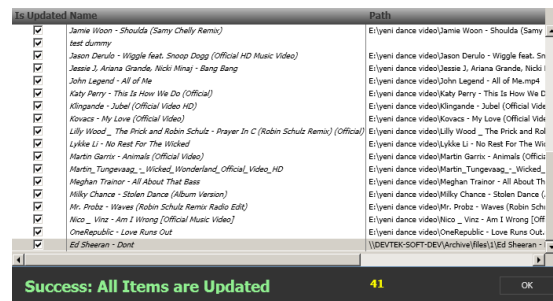 Is Updated Name Path
Jamie Woon - Shoulda (Samy Chelly Remix) E:\yeni dance video\Jamie Woon - Shoulda (Samy
test dummy
Jason Derulo - Wiggle feat. Snoop Dogg (Official HD Music Video) E:\yeni dance video\Jason Derulo - Wiggle feat. Sn
Jessie J, Ariana Grande, Nicki Minaj - Bang Bang E:\yeni dance video\Jessie J, Ariana Grande, Nicki
John Legend - All of Me E:\yeni dance video\John Legend - All of Me.mp4
Katy Perry - This Is How We Do (Official) E:\yeni dance video\Katy Perry - This Is How We D
Klingande - Jubel (Official Video HD) E:\yeni dance video\Klingande - Jubel (Official Vide
Kovacs - My Love (Official Video) E:\yeni dance video\Kovacs - My Love (Official Vid
Lilly Wood _ The Prick and Robin Schulz - Prayer In C (Robin Schulz Remix) (Official) E:\yeni dance video\Lilly Wood _ The Prick and Rol
Lykke Li - No Rest For The Wicked E:\yeni dance video\Lykke Li - No Rest For The Wic
Martin Garrix - Animals (Official Video) E:\yeni dance video\Martin Garrix - Animals (Offici
Martin_Tungevaag_-_Wicked_Wonderland_Official_Video_HD E:\yeni dance video\Martin_Tungevaag_-_Wicked_
Meghan Trainor - All About That Bass E:\yeni dance video\Meghan Trainor - All About Th
Milky Chance - Stolen Dance (Album Version) E:\yeni dance video\Milky Chance - Stolen Dance (
Mr. Probz - Waves (Robin Schulz Remix Radio Edit) E:\yeni dance video\Mr. Probz - Waves (Robin Sch
Nico _ Vinz - Am I Wrong [Official Music Video] E:\yeni dance video\Nico _ Vinz - Am I Wrong [Off
OneRepublic - Love Runs Out E:\yeni dance video\OneRepublic - Love Runs Out.
Ed Sheeran - Dont \\DEVTEK-SOFT-DEV\Archive\files\1\Ed Sheeran -
Success: All Items are Updated 41 OK